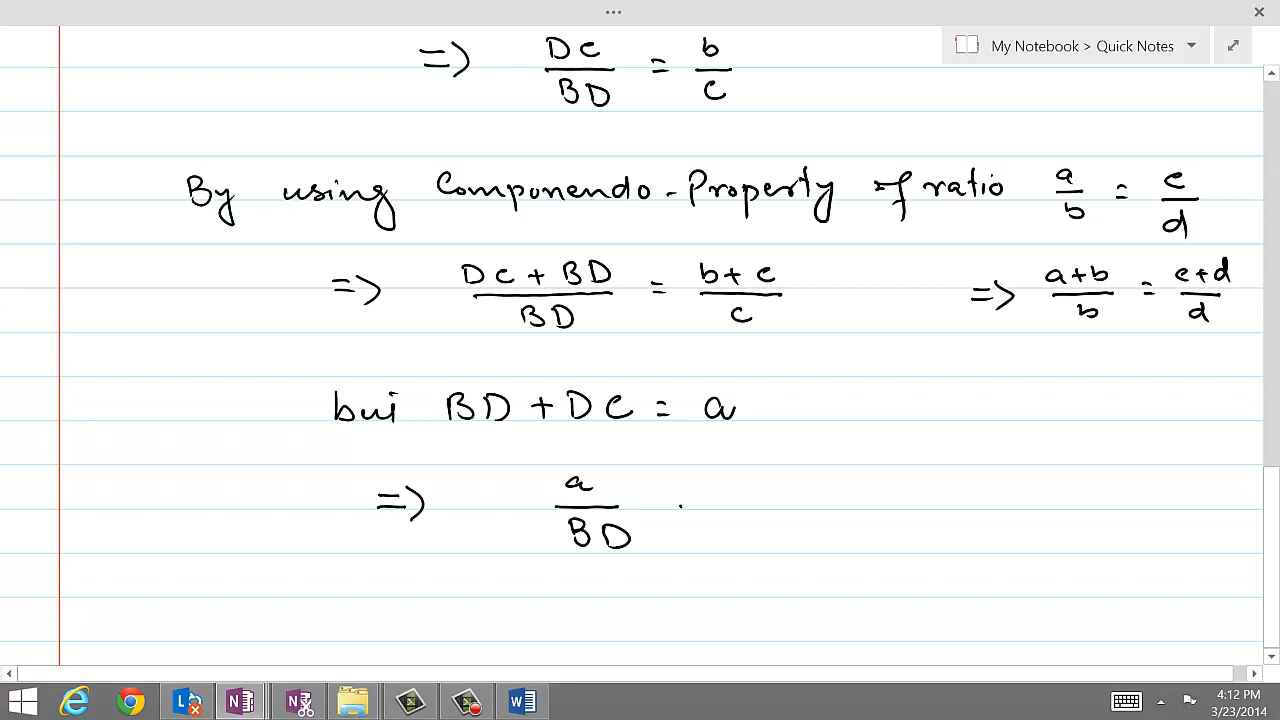 ...
My Notebook > Quick Notes
=> DC/BD = b/c
By using Componendo - Property of ratio a/b = c/d
=> DC + BD/BD = b + c/c => a+b/b = c+d/d
but BD + DC = a
=> a/BD
4:12 PM
3/23/2014